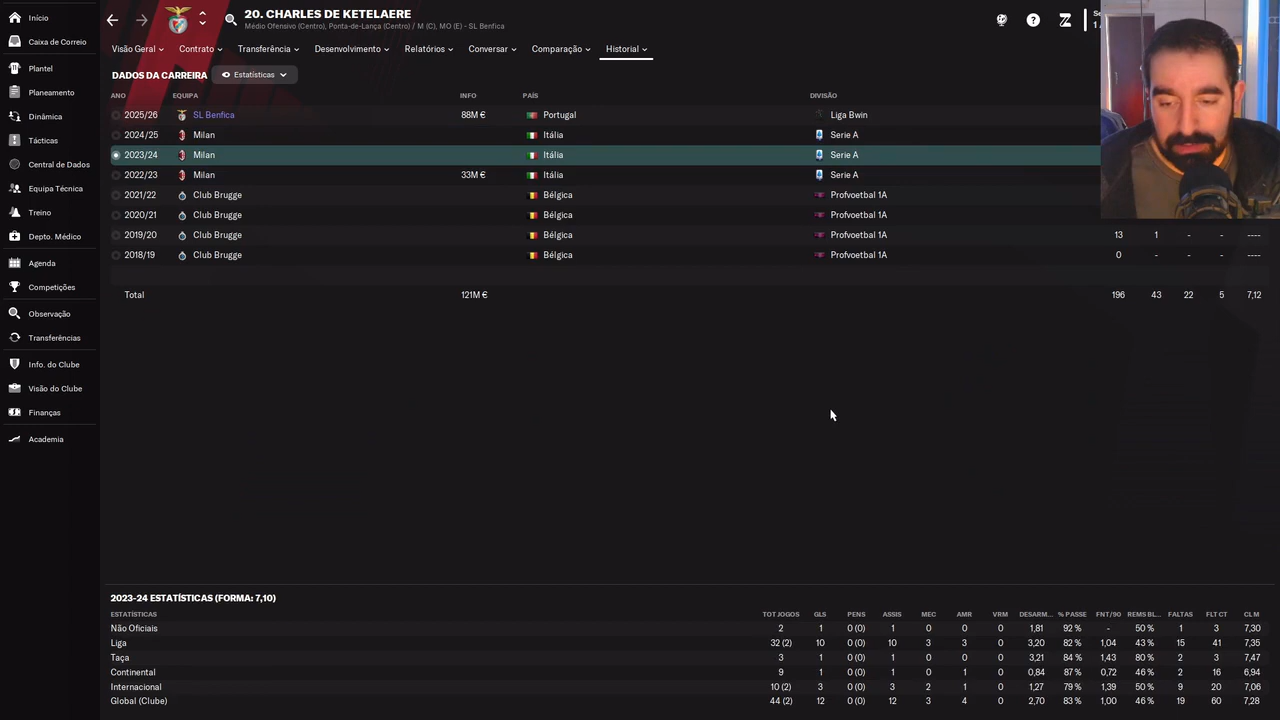 Início
Caixa de Correio
Plantel
Planeamento
Dinâmica
Tácticas
Central de Dados
Equipa Técnica
Treino
Depto. Médico
Agenda
Competições
Observação
Transferências
Info. do Clube
Visão do Clube
Finanças
Academia
20. CHARLES DE KETELAERE
Médio Ofensivo (Centro), Ponta-de-Lança (Centro) / M (C), MO (E) - SL Benfica
Visão Geral Contrato Transferência Desenvolvimento Relatórios Conversar Comparação Historial
DADOS DA CARREIRA Estatísticas
ANO EQUIPA INFO PAÍS DIVISÃO
2025/26 SL Benfica 88M € Portugal Liga Bwin
2024/25 Milan Itália Serie A
2023/24 Milan Itália Serie A
2022/23 Milan 33M € Itália Serie A
2021/22 Club Brugge Bélgica Profvoetbal 1A
2020/21 Club Brugge Bélgica Profvoetbal 1A
2019/20 Club Brugge Bélgica Profvoetbal 1A 13 1 - - ----
2018/19 Club Brugge Bélgica Profvoetbal 1A 0 - - - ----
Total 121M € 196 43 22 5 7,12
2023-24 ESTATÍSTICAS (FORMA: 7,10)
ESTATÍSTICAS TOT JOGOS GLS PENS ASSIS MEC AMR VRM DESARM... % PASSE FNT/90 REMS BL... FALTAS FLT CT CLM
Não Oficiais 2 1 0 (0) 1 0 0 0 1,81 92 % - 50 % 1 3 7,30
Liga 32 (2) 10 0 (0) 10 3 3 0 3,20 82 % 1,04 43 % 15 41 7,35
Taça 3 1 0 (0) 1 0 0 0 3,21 84 % 1,43 80 % 2 3 7,47
Continental 9 1 0 (0) 1 0 1 0 0,84 87 % 0,72 46 % 2 16 6,94
Internacional 10 (2) 3 0 (0) 3 2 1 0 1,27 79 % 1,39 50 % 9 20 7,06
Global (Clube) 44 (2) 12 0 (0) 12 3 4 0 2,70 83 % 1,00 46 % 19 60 7,28